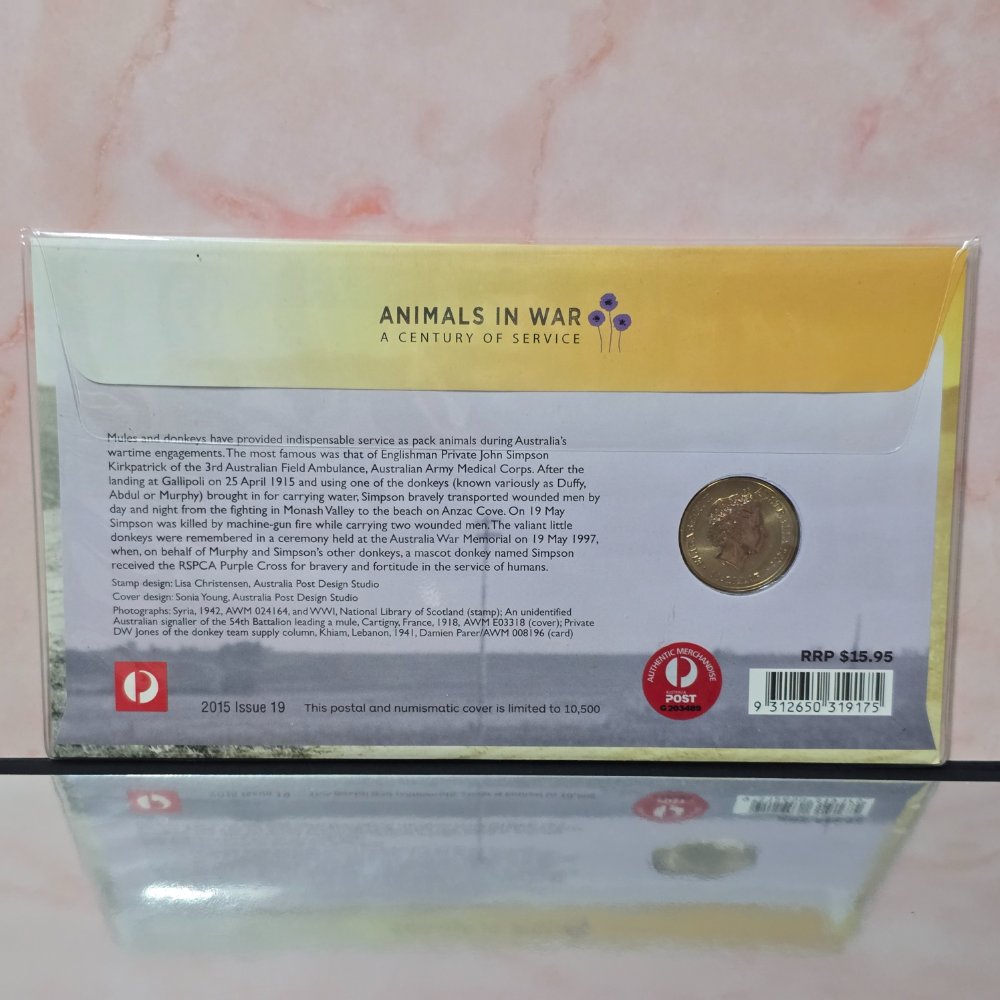 ANIMALS IN WAR
A CENTURY OF SERVICE
Mules and donkeys have provided indispensable service as pack animals during Australia's
wartime engagements. The most famous was that of Englishman Private John Simpson
Kirkpatrick of the 3rd Australian Field Ambulance, Australian Army Medical Corps. After the
landing at Gallipoli on 25 April 1915 and using one of the donkeys (known variously as Duffy,
Abdul or Murphy) brought in for carrying water, Simpson bravely transported wounded men by
day and night from the fighting in Monash Valley to the beach on Anzac Cove. On 19 May
Simpson was killed by machine-gun fire while carrying two wounded men. The valiant little
donkeys were remembered in a ceremony held at the Australia War Memorial on 19 May 1997,
when, on behalf of Murphy and Simpson's other donkeys, a mascot donkey named Simpson
received the RSPCA Purple Cross for bravery and fortitude in the service of humans.
Stamp design: Lisa Christensen, Australia Post Design Studio
Cover design: Sonia Young, Australia Post Design Studio
Photographs: Syria, 1942, AWM 024164, and WWI, National Library of Scotland (stamp); An unidentified
Australian signaller of the 54th Battalion leading a mule, Cartigny, France, 1918, AWM E03318 (cover); Private
DW Jones of the donkey team supply column, Khiam, Lebanon, 1941, Damien Parer/AWM 008196 (card)
2015 Issue 19 This postal and numismatic cover is limited to 10,500
AUTHENTIC MERCHANDISE
AUSTRALIA
POST
G203489
RRP $15.95
9 312650 319175